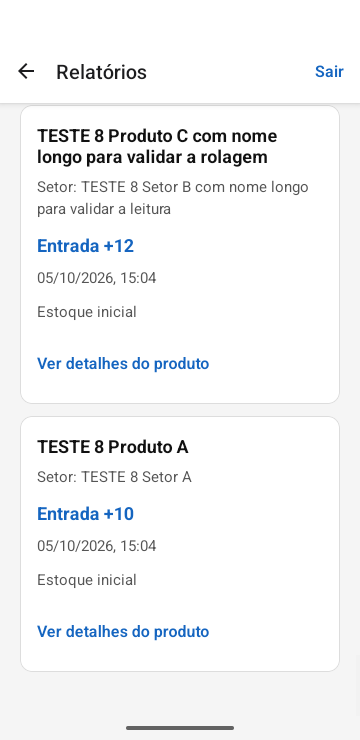 Relatórios
Sair
TESTE 8 Produto C com nome
longo para validar a rolagem
Setor: TESTE 8 Setor B com nome longo
para validar a leitura
Entrada +12
05/10/2026, 15:04
Estoque inicial
Ver detalhes do produto
TESTE 8 Produto A
Setor: TESTE 8 Setor A
Entrada +10
05/10/2026, 15:04
Estoque inicial
Ver detalhes do produto